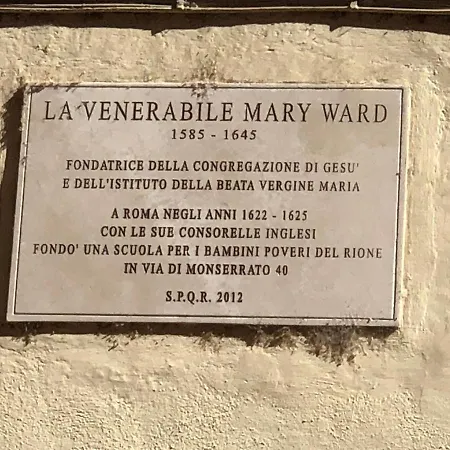 LA VENERABILE MARY WARD
1585 - 1645
FONDATRICE DELLA CONGREGAZIONE DI GESU'
E DELL'ISTITUTO DELLA BEATA VERGINE MARIA
A ROMA NEGLI ANNI 1622 - 1625
CON LE SUE CONSORELLE INGLESI
FONDO' UNA SCUOLA PER I BAMBINI POVERI DEL RIONE
IN VIA DI MONSERRATO 40
S.P.Q.R. 2012